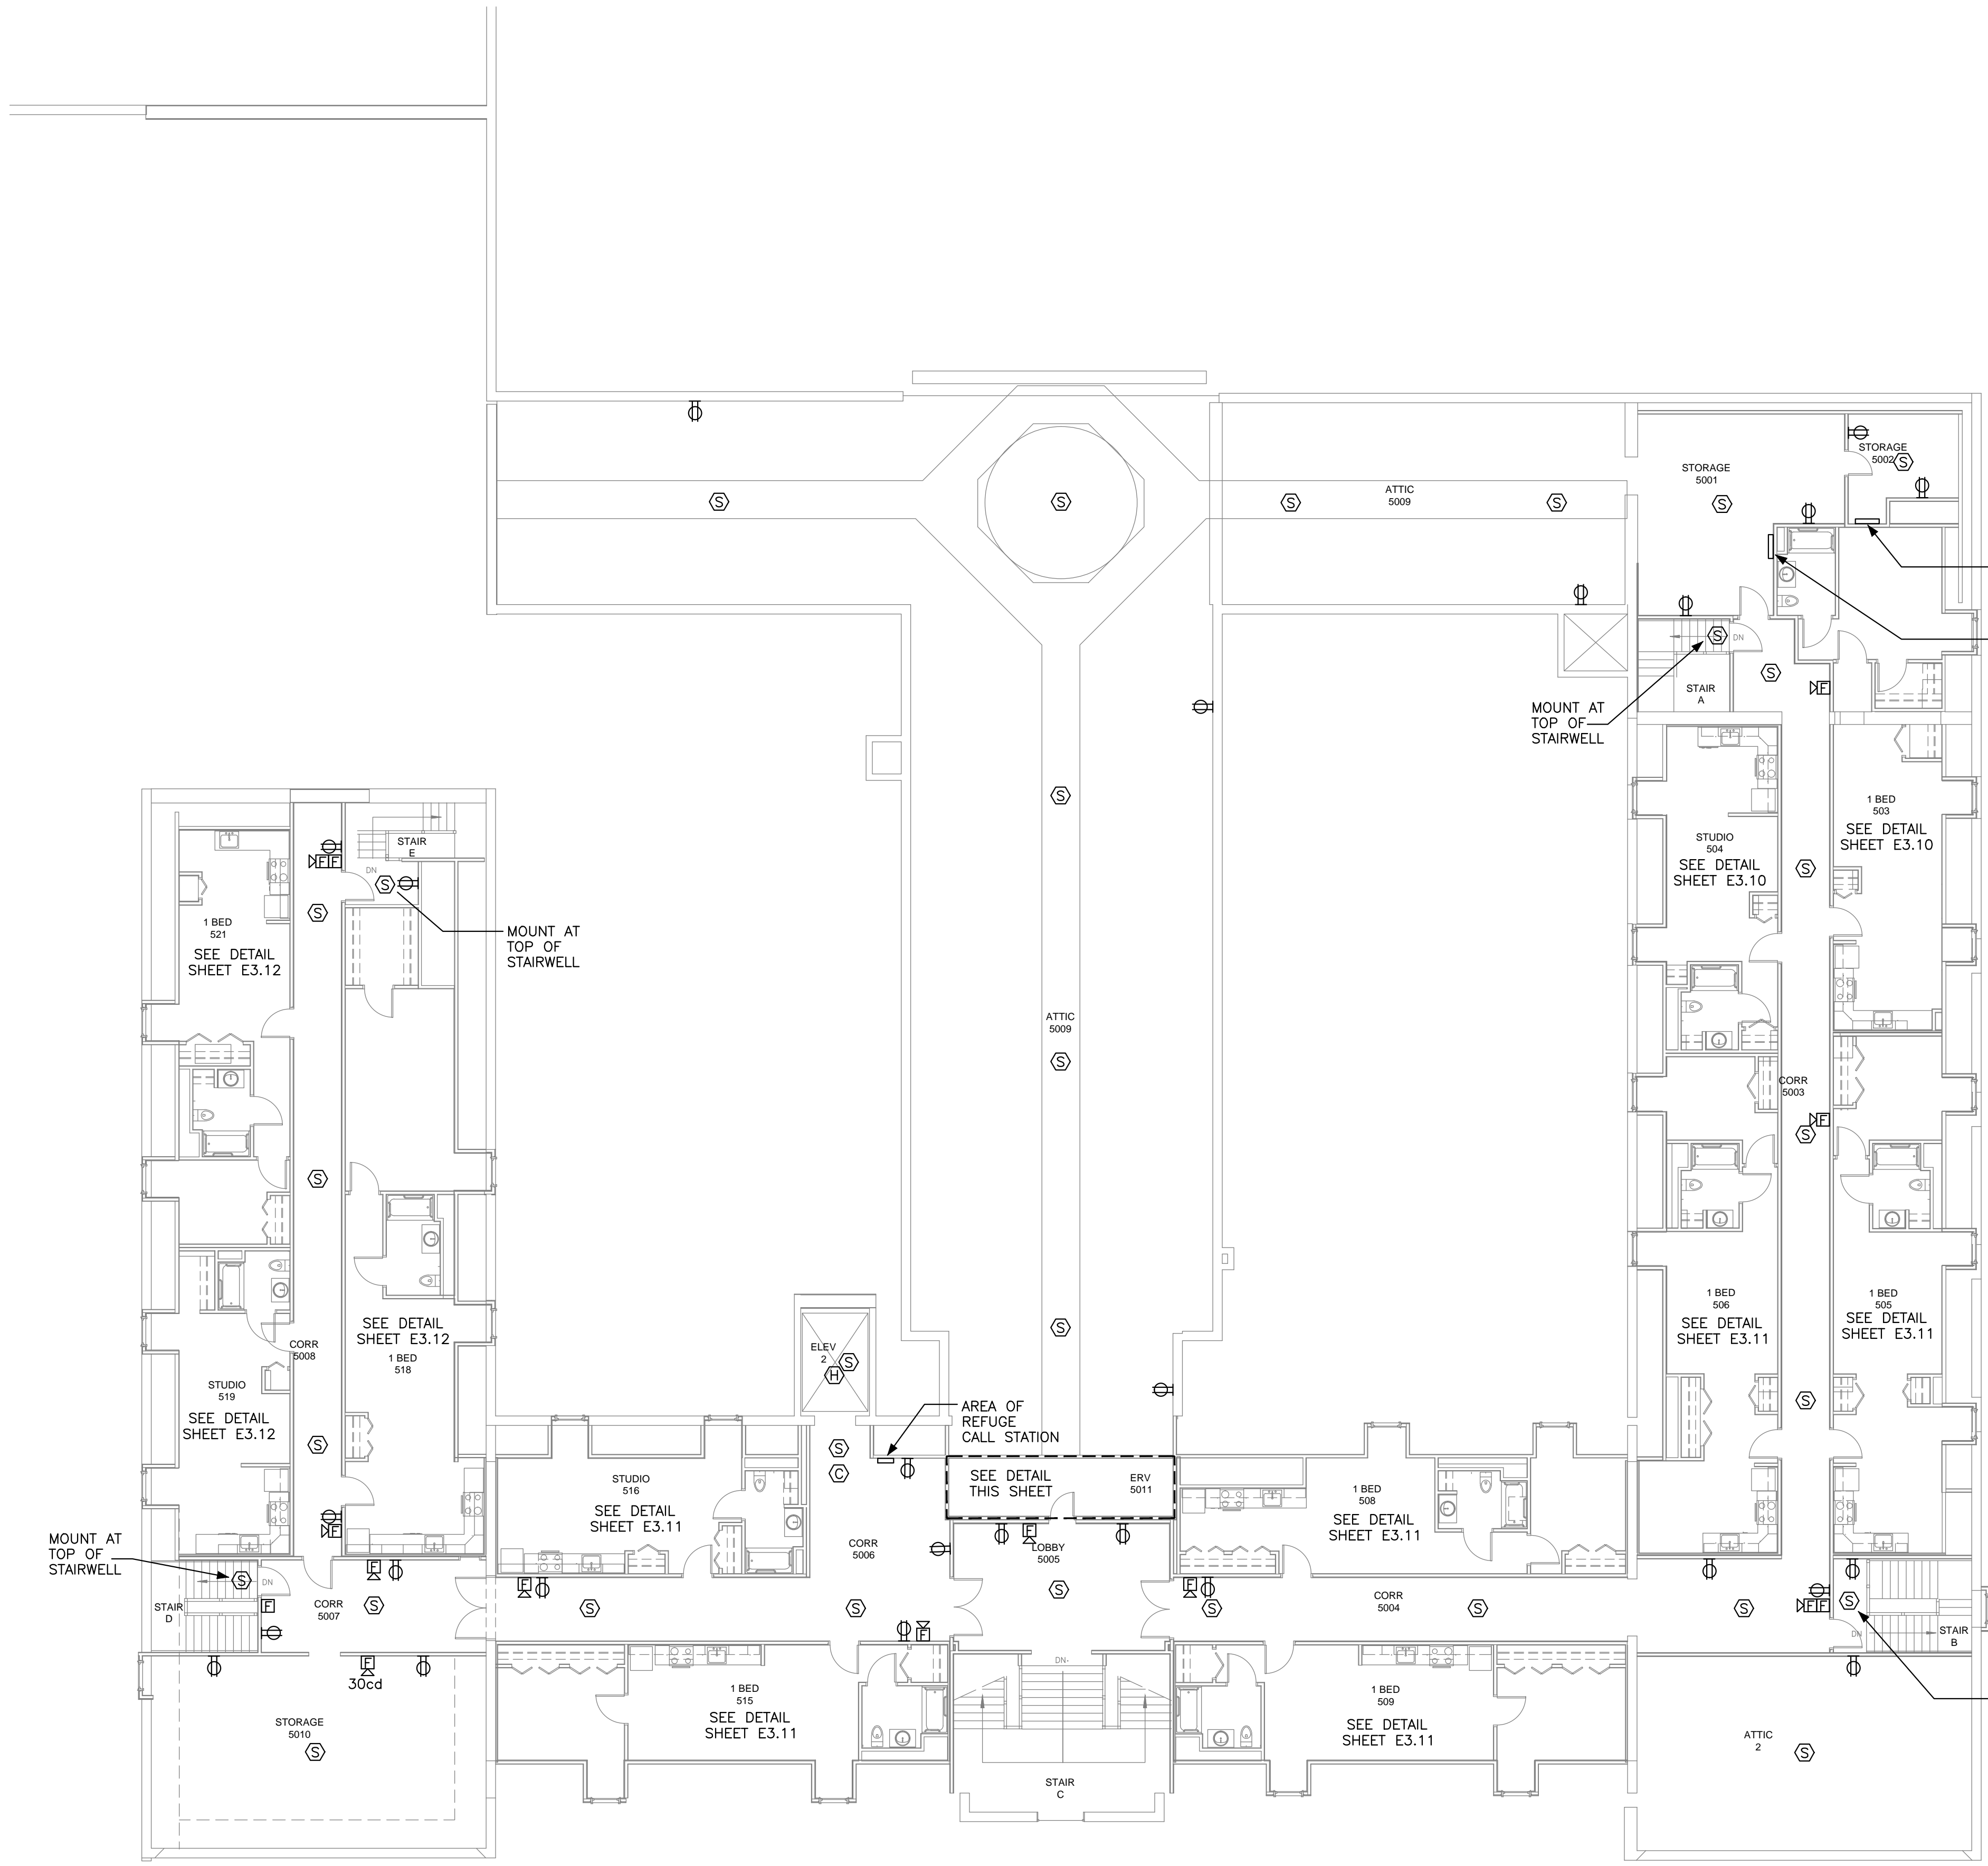 STORAGE
5002
S
STORAGE
5001
S
ATTIC
5009
S
S
S
S
S
DN
S
STAIR
A
F
MOUNT AT
TOP OF
STAIRWELL
S
STAIR
E
FF
DN
S
S
MOUNT AT
TOP OF
STAIRWELL
1 BED
521
SEE DETAIL
SHEET E3.12
STUDIO
504
SEE DETAIL
SHEET E3.10
1 BED
503
SEE DETAIL
SHEET E3.10
S
ATTIC
5009
S
CORR
5003
F
S
S
S
1 BED
506
SEE DETAIL
SHEET E3.11
1 BED
505
SEE DETAIL
SHEET E3.11
SEE DETAIL
SHEET E3.12
1 BED
518
CORR
5008
STUDIO
519
SEE DETAIL
SHEET E3.12
ELEV
2
S
H
S
S
AREA OF
REFUGE
CALL STATION
S
C
SEE DETAIL
THIS SHEET
ERV
5011
STUDIO
516
SEE DETAIL
SHEET E3.11
1 BED
508
SEE DETAIL
SHEET E3.11
F
MOUNT AT
TOP OF
STAIRWELL
S
DN
F
STAIR
D
CORR
5007
F
S
F
S
CORR
5006
S
F
F
LOBBY
5005
S
F
S
CORR
5004
S
S
FF
S
DN
STAIR
B
F
30cd
STORAGE
5010
S
1 BED
515
SEE DETAIL
SHEET E3.11
DN
STAIR
C
1 BED
509
SEE DETAIL
SHEET E3.11
ATTIC
2
S